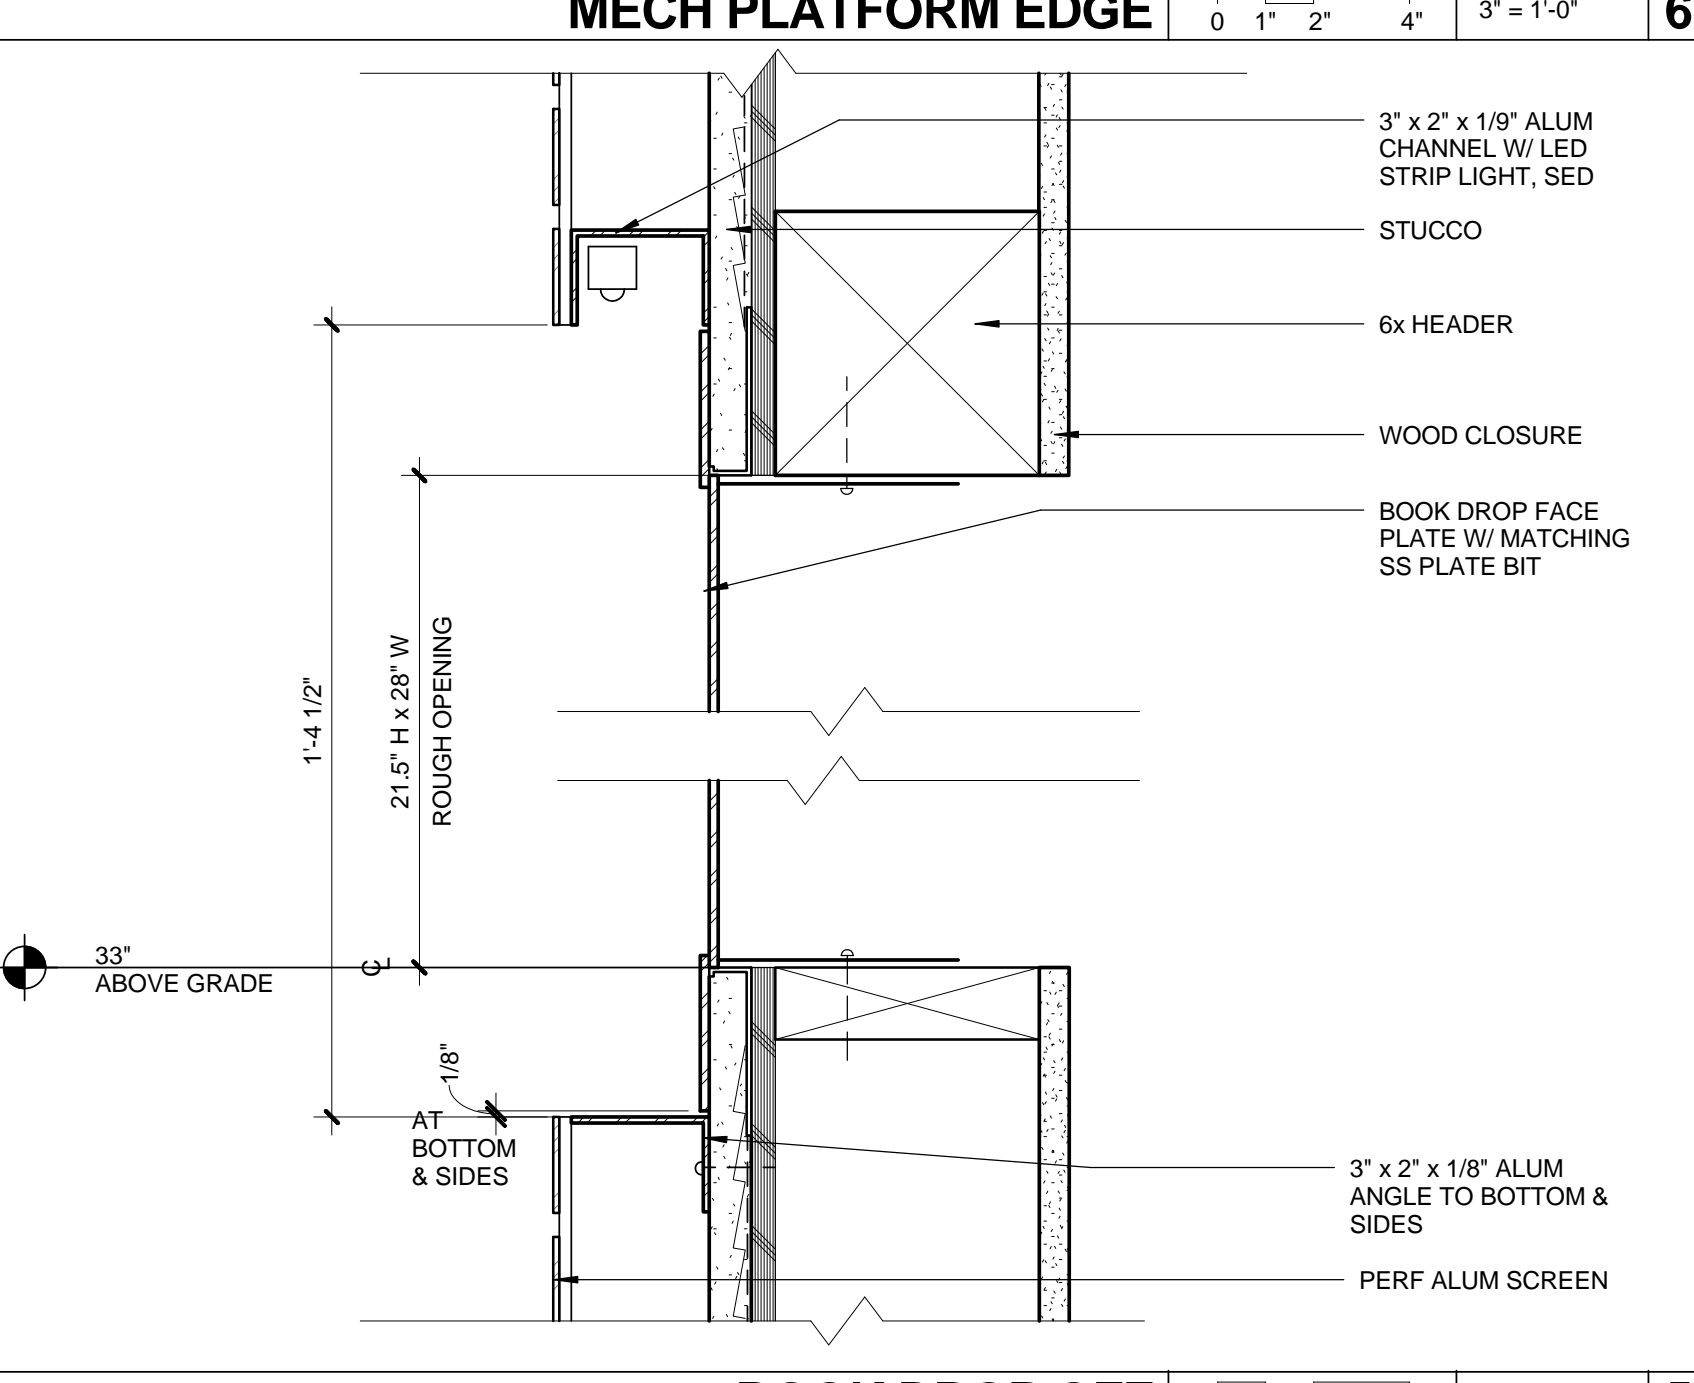 MECH PLATFORM EDGE
0 1" 2" 4"
3" = 1'-0"
6
3" x 2" x 1/9" ALUM
CHANNEL W/ LED
STRIP LIGHT, SED
STUCCO
6x HEADER
WOOD CLOSURE
BOOK DROP FACE
PLATE W/ MATCHING
SS PLATE BIT
1'-4 1/2"
21.5" H x 28" W
ROUGH OPENING
33"
ABOVE GRADE
CL
1/8"
AT
BOTTOM
& SIDES
3" x 2" x 1/8" ALUM
ANGLE TO BOTTOM &
SIDES
PERF ALUM SCREEN